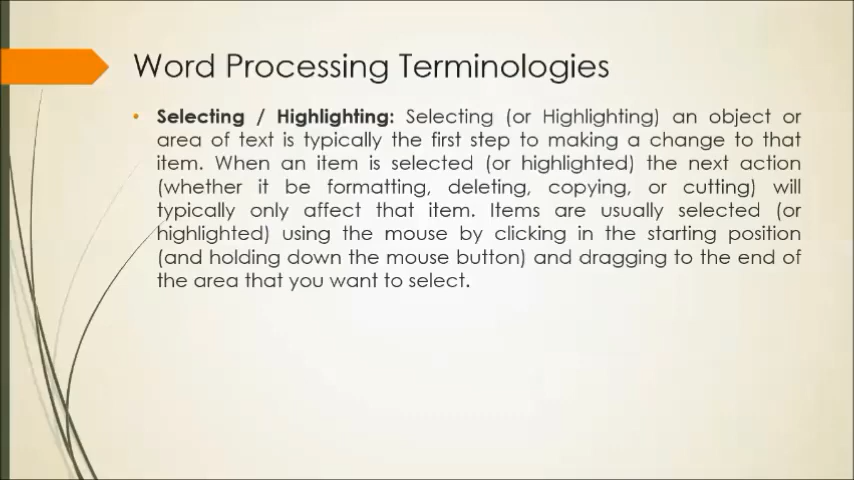 Word Processing Terminologies
• Selecting / Highlighting: Selecting (or Highlighting) an object or
area of text is typically the first step to making a change to that
item. When an item is selected (or highlighted) the next action
(whether it be formatting, deleting, copying, or cutting) will
typically only affect that item. Items are usually selected (or
highlighted) using the mouse by clicking in the starting position
(and holding down the mouse button) and dragging to the end of
the area that you want to select.